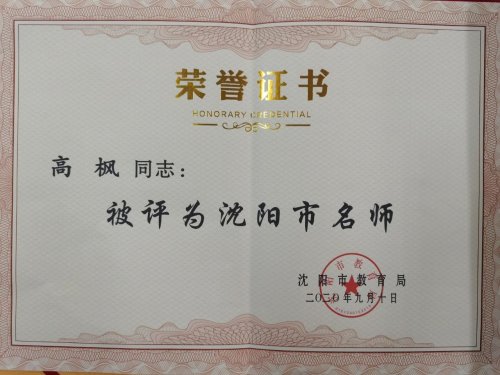 荣誉证书
HONORARY CREDENTIAL
高 枫 同志：
被评为沈阳市名师
沈阳市教育局
二〇二〇年九月十日